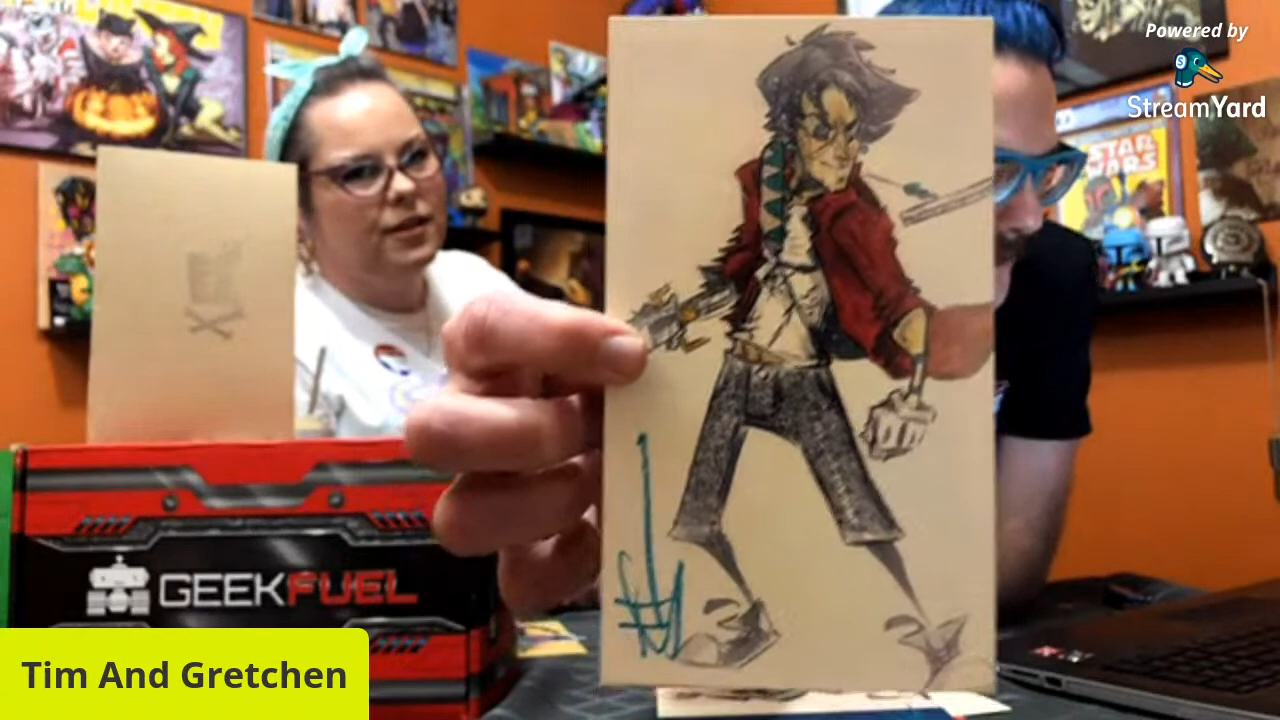 Powered by
StreamYard
STAR
WARS
GEEKFUEL
Tim And Gretchen